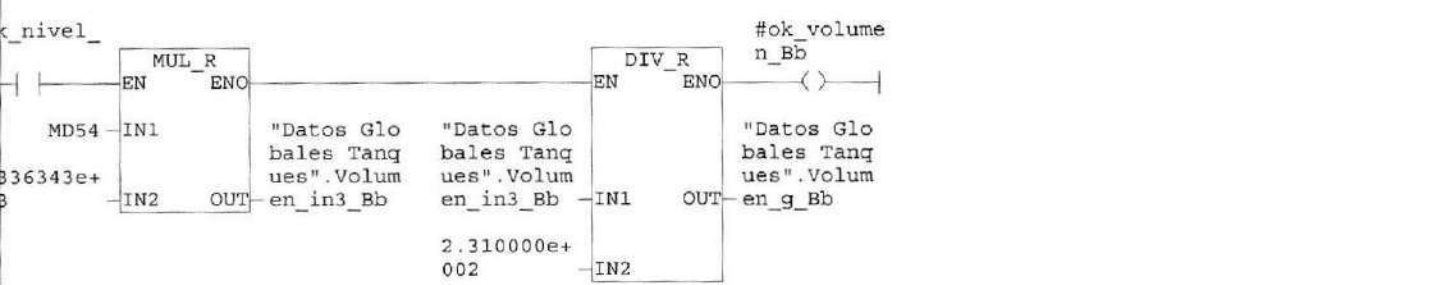 k_nivel_
#ok_volume
n_Bb
MUL_R
DIV_R
EN ENO
EN ENO
( )
MD54
IN1
"Datos Glo
bales Tanq
ues".Volum
en_in3_Bb
"Datos Glo
bales Tanq
ues".Volum
en_in3_Bb
IN1
"Datos Glo
bales Tanq
ues".Volum
en_g_Bb
336343e+
3
IN2
OUT
OUT
2.310000e+
002
IN2